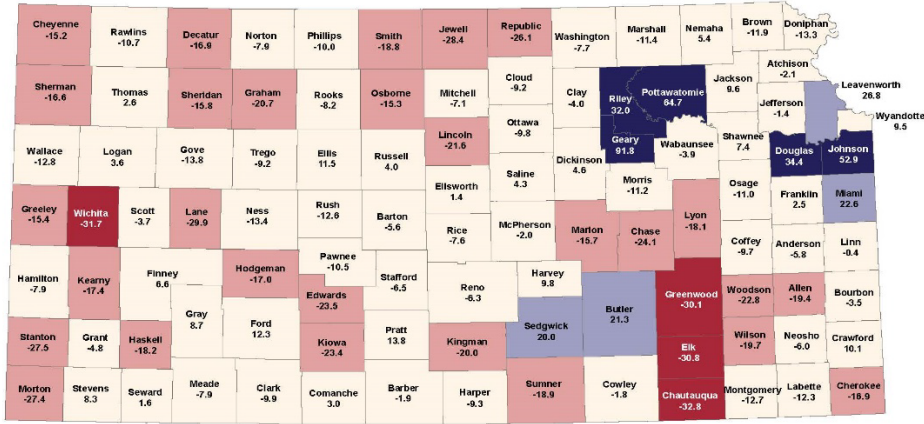 Cheyenne
-15.2
Rawlins
-10.7
Decatur
-16.9
Norton
-7.9
Phillips
-10.0
Smith
-18.8
Jewell
-28.4
Republic
-26.1
Washington
-7.7
Marshall
-11.4
Nemaha
5.4
Brown
-11.9
Doniphan
-13.3
Sherman
-16.6
Thomas
2.6
Sheridan
-15.8
Graham
-20.7
Rooks
-8.2
Osborne
-15.3
Mitchell
-7.1
Cloud
-9.2
Clay
-4.0
Riley
32.0
Pottawatomie
64.7
Jackson
9.6
Atchison
-2.1
Leavenworth
26.8
Jefferson
-1.4
Wyandotte
9.5
Lincoln
-21.6
Ottawa
-9.8
Wallace
-12.8
Logan
3.6
Gove
-13.8
Trego
-9.2
Ellis
11.5
Russell
4.0
Saline
4.3
Dickinson
4.6
Geary
91.8
Wabaunsee
-3.9
Shawnee
7.4
Douglas
34.4
Johnson
52.9
Ellsworth
1.4
Morris
-11.2
Osage
-11.0
Franklin
2.5
Miami
22.6
Greeley
-15.4
Wichita
-31.7
Scott
-3.7
Lane
-29.9
Ness
-13.4
Rush
-12.6
Barton
-5.6
Rice
-7.6
McPherson
-2.0
Marion
-15.7
Chase
-24.1
Lyon
-18.1
Coffey
-9.7
Anderson
-5.8
Linn
-0.4
Hamilton
-7.9
Kearny
-17.4
Finney
6.6
Hodgeman
-17.0
Pawnee
-10.5
Stafford
-6.5
Edwards
-23.5
Reno
-6.3
Harvey
9.8
Greenwood
-30.1
Woodson
-22.8
Allen
-19.4
Bourbon
-3.5
Gray
8.7
Ford
12.3
Sedgwick
20.0
Butler
21.3
Stanton
-27.5
Grant
-4.8
Haskell
-18.2
Kiowa
-23.4
Pratt
13.8
Kingman
-20.0
Elk
-30.8
Wilson
-19.7
Neosho
-6.0
Crawford
10.1
Morton
-27.4
Stevens
8.3
Seward
1.6
Meade
-7.9
Clark
-9.9
Comanche
3.0
Barber
-1.9
Harper
-9.3
Sumner
-18.9
Cowley
-1.8
Chautauqua
-32.8
Montgomery
-12.7
Labette
-12.3
Cherokee
-16.9